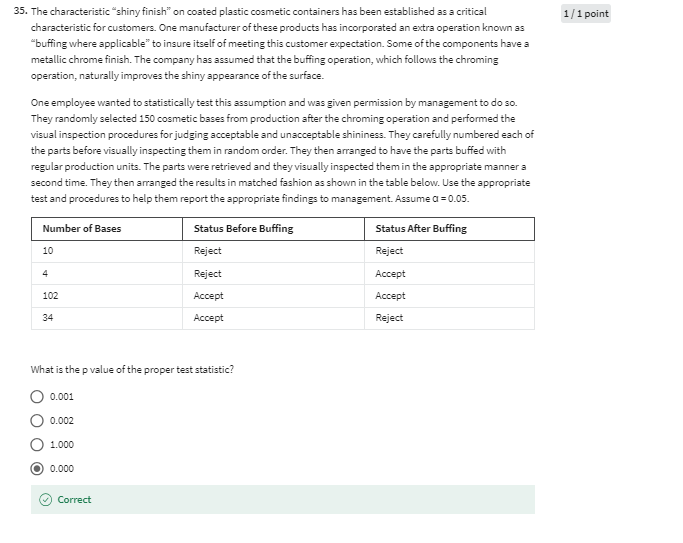 35. The characteristic “shiny finish” on coated plastic cosmetic containers has been established as a critical 1 / 1 point
characteristic for customers. One manufacturer of these products has incorporated an extra operation known as
“buffing where applicable” to insure itself of meeting this customer expectation. Some of the components have a
metallic chrome finish. The company has assumed that the buffing operation, which follows the chroming
operation, naturally improves the shiny appearance of the surface.
One employee wanted to statistically test this assumption and was given permission by management to do so.
They randomly selected 150 cosmetic bases from production after the chroming operation and performed the
visual inspection procedures for judging acceptable and unacceptable shininess. They carefully numbered each of
the parts before visually inspecting them in random order. They then arranged to have the parts buffed with
regular production units. The parts were retrieved and they visually inspected them in the appropriate manner a
second time. They then arranged the results in matched fashion as shown in the table below. Use the appropriate
test and procedures to help them report the appropriate findings to management. Assume α = 0.05.
Number of Bases Status Before Buffing Status After Buffing
10 Reject Reject
4 Reject Accept
102 Accept Accept
34 Accept Reject
What is the p value of the proper test statistic?
0.001
0.002
1.000
0.000
Correct